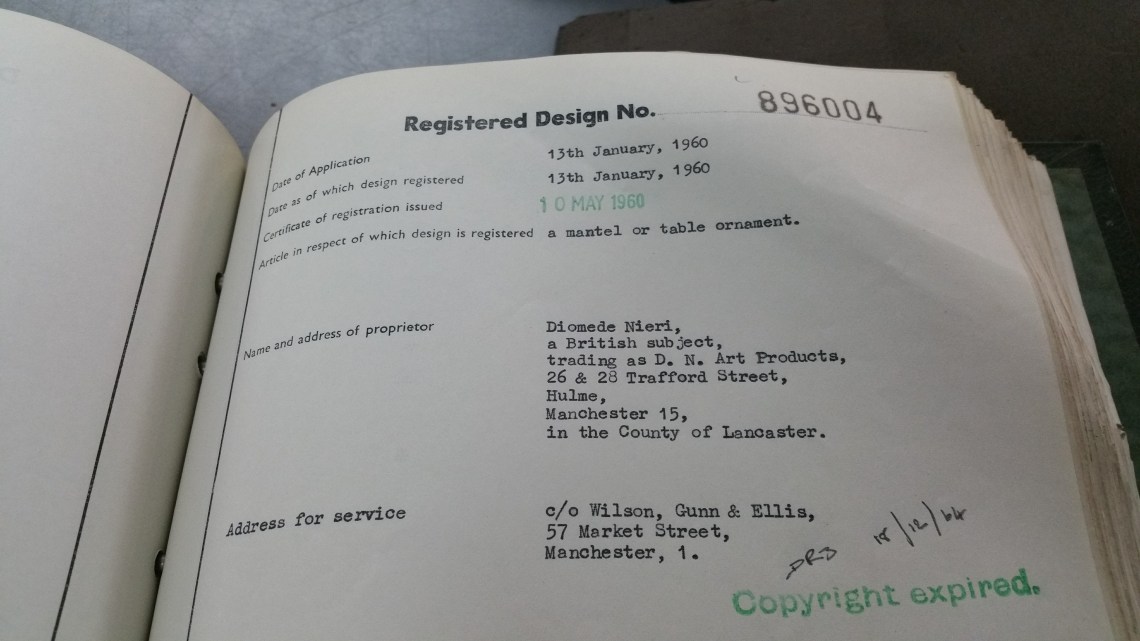 Registered Design No. 896004
Date of Application 13th January, 1960
Date as of which design registered 13th January, 1960
Certificate of registration issued 10 MAY 1960
Article in respect of which design is registered a mantel or table ornament.
Name and address of proprietor Diomede Nieri,
a British subject,
trading as D. N. Art Products,
26 & 28 Trafford Street,
Hulme,
Manchester 15,
in the County of Lancaster.
Address for service c/o Wilson, Gunn & Ellis,
57 Market Street,
Manchester, 1.
Copyright expired.